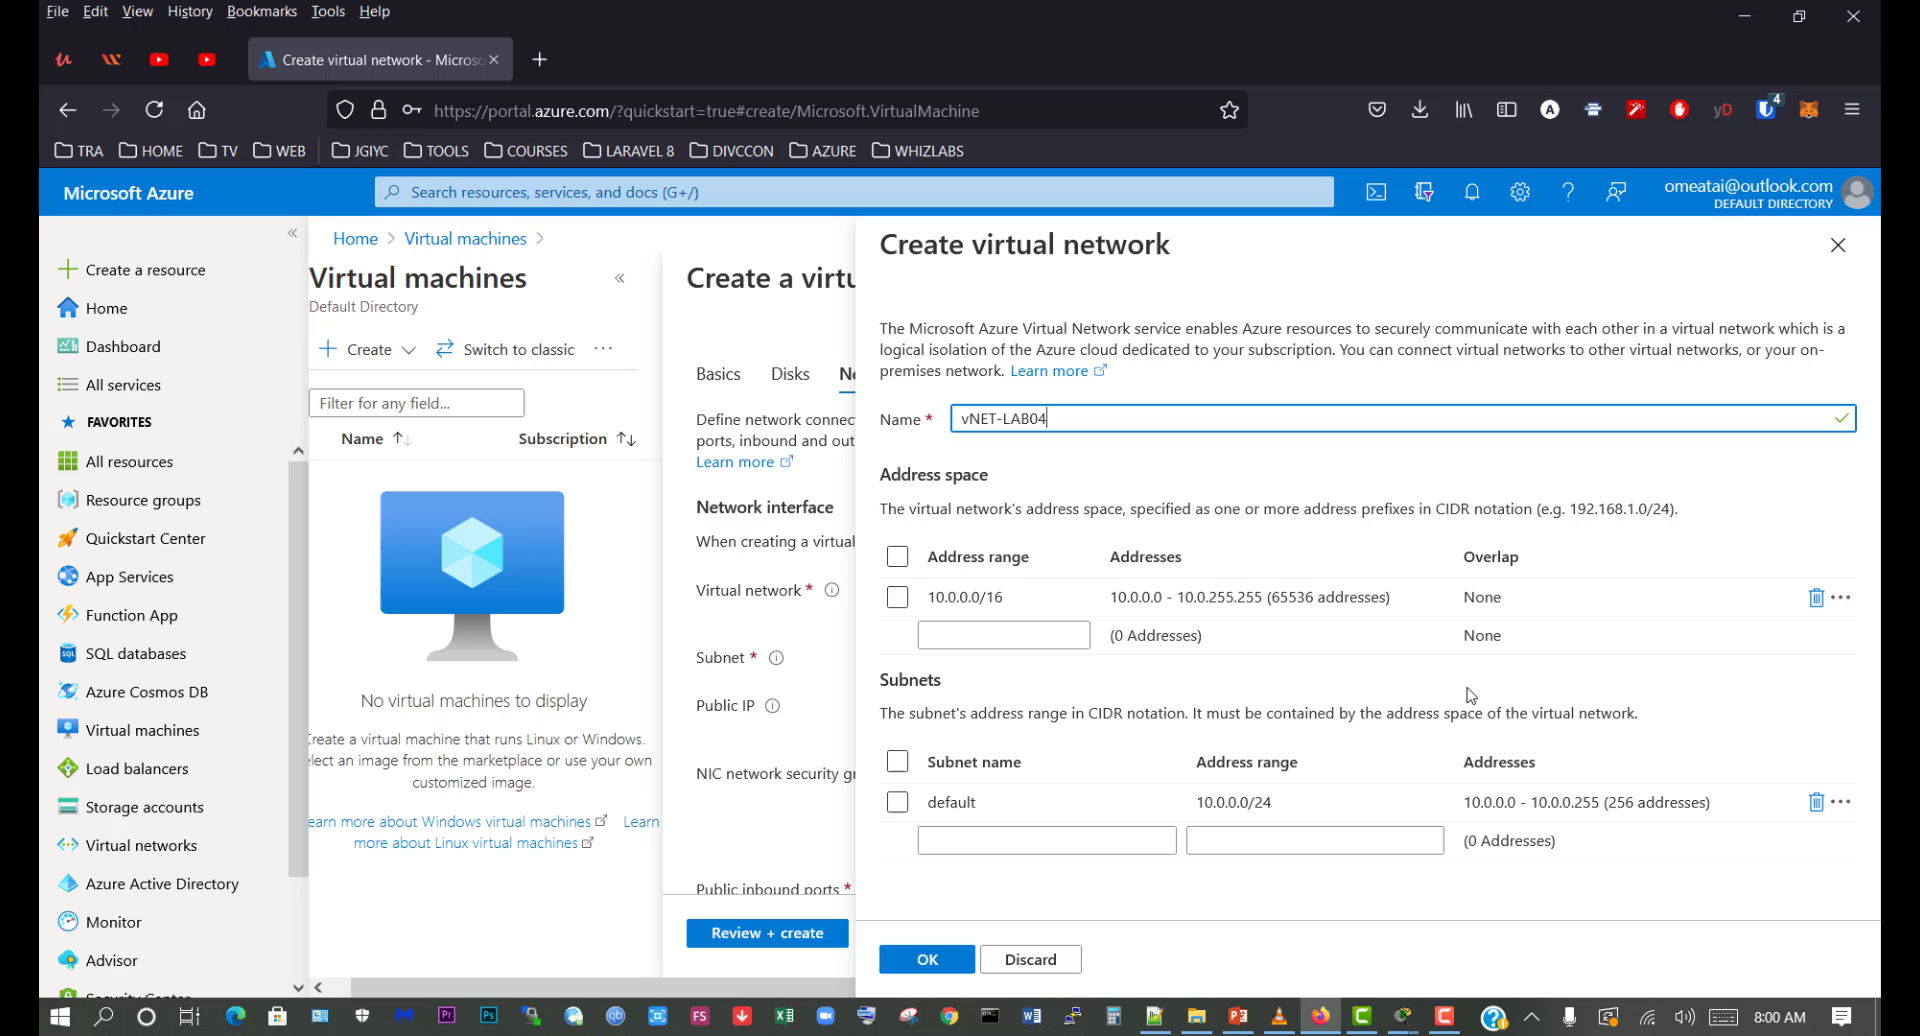 File Edit View History Bookmarks Tools Help
Create virtual network - Microso
https://portal.azure.com/?quickstart=true#create/Microsoft.VirtualMachine
4
TRA HOME TV WEB JGIYC TOOLS COURSES LARAVEL 8 DIVCCON AZURE WHIZLABS
Microsoft Azure
Search resources, services, and docs (G+/)
omeatai@outlook.com
DEFAULT DIRECTORY
Create a resource
Home
Dashboard
All services
FAVORITES
All resources
Resource groups
Quickstart Center
App Services
Function App
SQL databases
Azure Cosmos DB
Virtual machines
Load balancers
Storage accounts
Virtual networks
Azure Active Directory
Monitor
Advisor
Security Center
Home > Virtual machines >
Virtual machines
Default Directory
Create
Switch to classic
Filter for any field...
Name
Subscription
No virtual machines to display
Create a virtual machine that runs Linux or Windows.
elect an image from the marketplace or use your own
customized image.
earn more about Windows virtual machines Learn
more about Linux virtual machines
Create a virtu
Basics Disks Ne
Define network connec
ports, inbound and out
Learn more
Network interface
When creating a virtual
Virtual network *
Subnet *
Public IP
NIC network security gr
Public inbound ports *
Review + create
Create virtual network
The Microsoft Azure Virtual Network service enables Azure resources to securely communicate with each other in a virtual network which is a
logical isolation of the Azure cloud dedicated to your subscription. You can connect virtual networks to other virtual networks, or your on-
premises network. Learn more
Name * vNET-LAB04
Address space
The virtual network's address space, specified as one or more address prefixes in CIDR notation (e.g. 192.168.1.0/24).
Address range Addresses Overlap
10.0.0.0/16 10.0.0.0 - 10.0.255.255 (65536 addresses) None
(0 Addresses) None
Subnets
The subnet's address range in CIDR notation. It must be contained by the address space of the virtual network.
Subnet name Address range Addresses
default 10.0.0.0/24 10.0.0.0 - 10.0.0.255 (256 addresses)
(0 Addresses)
OK Discard
8:00 AM